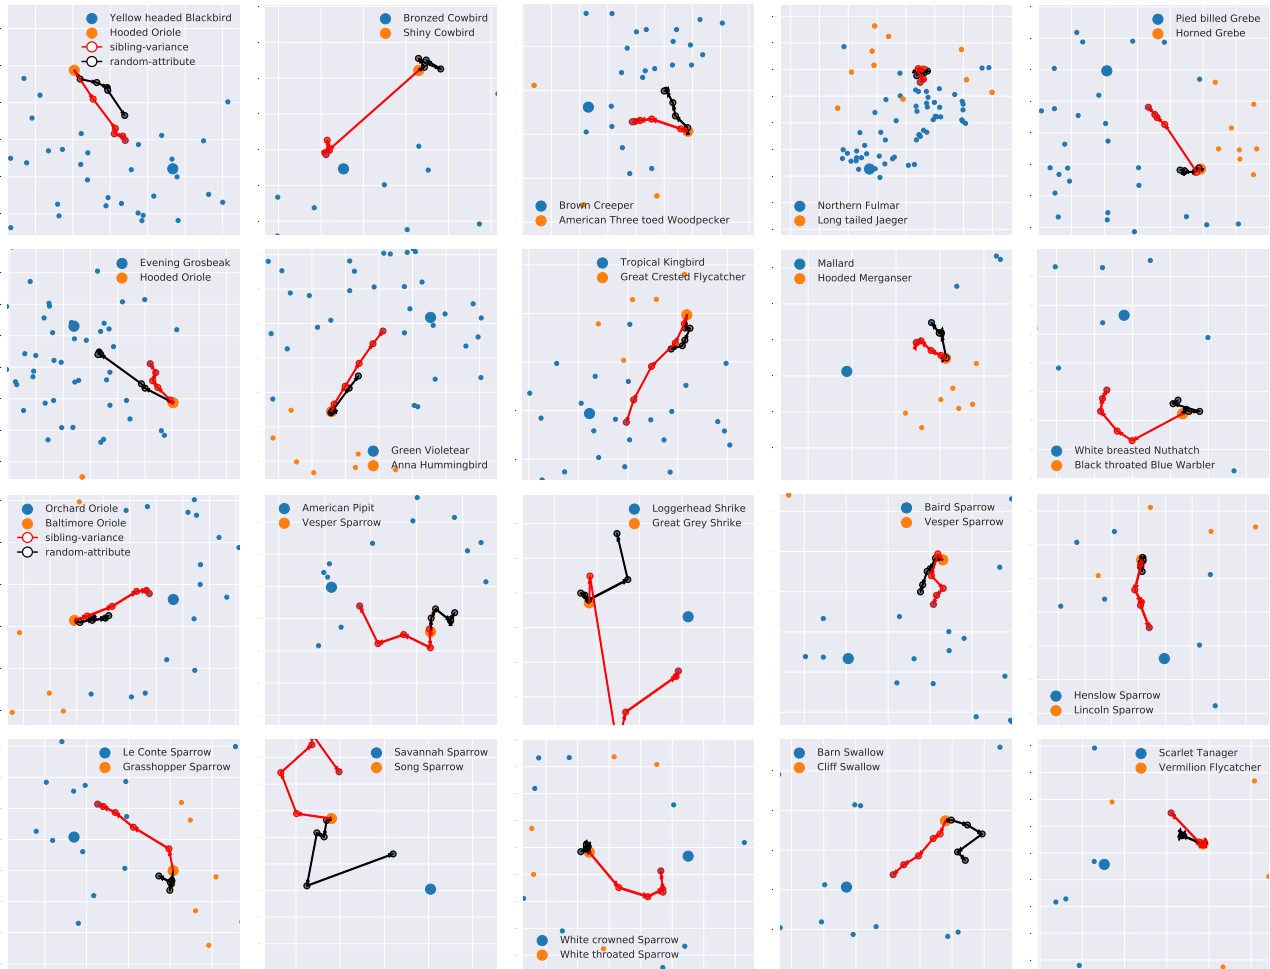 Yellow headed Blackbird
Hooded Oriole
sibling-variance
random-attribute
Bronzed Cowbird
Shiny Cowbird
Brown Creeper
American Three toed Woodpecker
Northern Fulmar
Long tailed Jaeger
Pied billed Grebe
Horned Grebe
Evening Grosbeak
Hooded Oriole
Green Violetear
Anna Hummingbird
Tropical Kingbird
Great Crested Flycatcher
Mallard
Hooded Merganser
White breasted Nuthatch
Black throated Blue Warbler
Orchard Oriole
Baltimore Oriole
sibling-variance
random-attribute
American Pipit
Vesper Sparrow
Loggerhead Shrike
Great Grey Shrike
Baird Sparrow
Vesper Sparrow
Henslow Sparrow
Lincoln Sparrow
Le Conte Sparrow
Grasshopper Sparrow
Savannah Sparrow
Song Sparrow
White crowned Sparrow
White throated Sparrow
Barn Swallow
Cliff Swallow
Scarlet Tanager
Vermilion Flycatcher